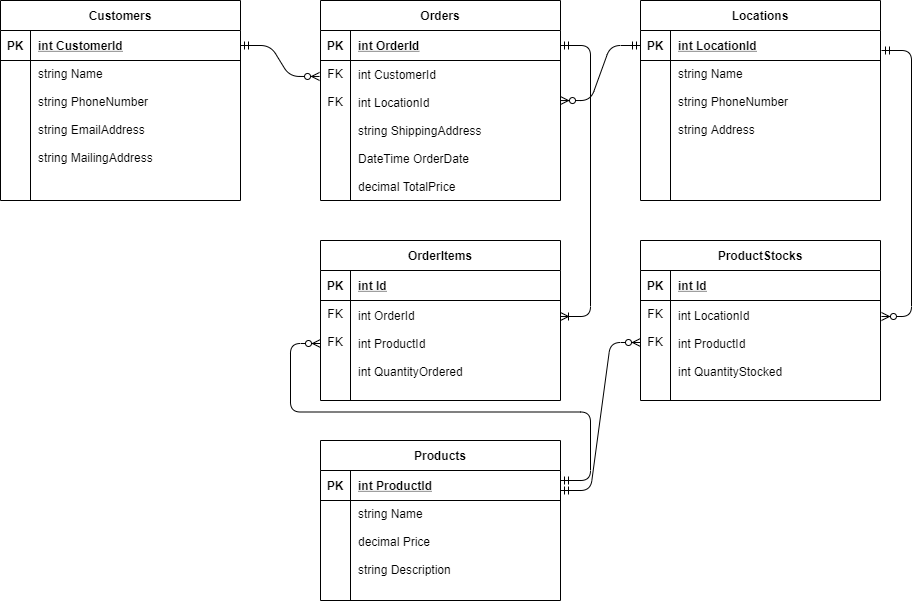 Customers
PK int CustomerId
string Name
string PhoneNumber
string EmailAddress
string MailingAddress
Orders
PK int OrderId
FK int CustomerId
FK int LocationId
string ShippingAddress
DateTime OrderDate
decimal TotalPrice
Locations
PK int LocationId
string Name
string PhoneNumber
string Address
OrderItems
PK int Id
FK int OrderId
FK int ProductId
int QuantityOrdered
ProductStocks
PK int Id
FK int LocationId
FK int ProductId
int QuantityStocked
Products
PK int ProductId
string Name
decimal Price
string Description